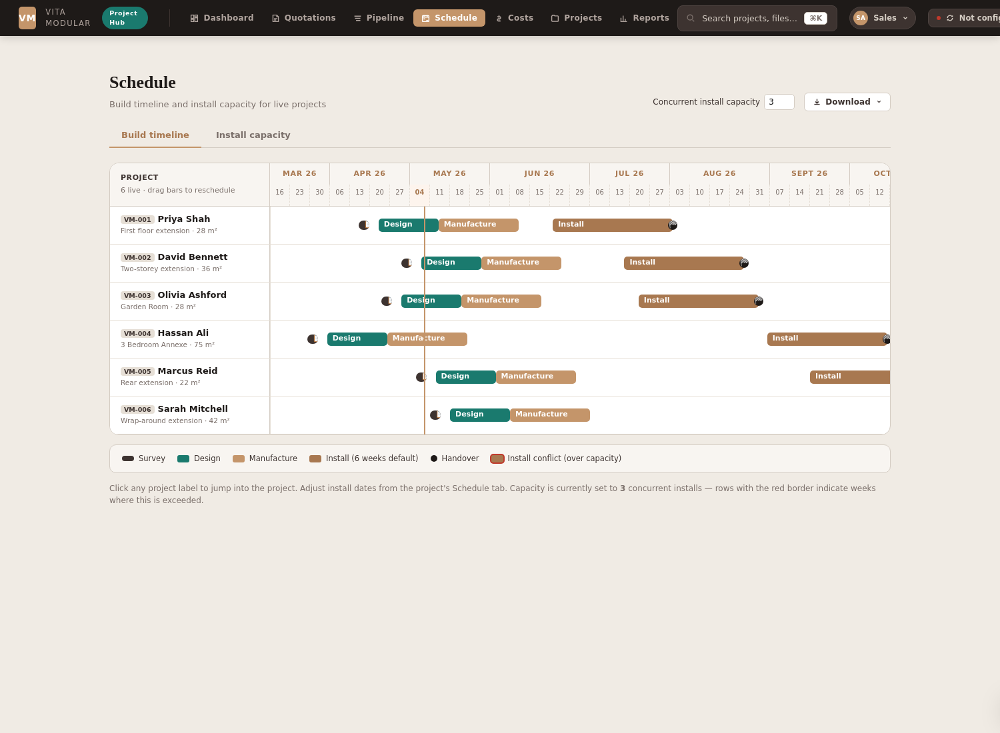 VM
VITA MODULAR
Project Hub
Dashboard
Quotations
Pipeline
Schedule
Costs
Projects
Reports
Search projects, files...
⌘K
SA
Sales
Not config
Schedule
Build timeline and install capacity for live projects
Concurrent install capacity
3
Download
Build timeline
Install capacity
PROJECT
6 live · drag bars to reschedule
MAR 26
APR 26
MAY 26
JUN 26
JUL 26
AUG 26
SEPT 26
OCT
16 23 30 06 13 20 27 04 11 18 25 01 08 15 22 29 06 13 20 27 03 10 17 24 31 07 14 21 28 05 12
VM-001 Priya Shah
First floor extension · 28 m²
Design
Manufacture
Install
VM-002 David Bennett
Two-storey extension · 36 m²
Design
Manufacture
Install
VM-003 Olivia Ashford
Garden Room · 28 m²
Design
Manufacture
Install
VM-004 Hassan Ali
3 Bedroom Annexe · 75 m²
Design
Manufacture
Install
VM-005 Marcus Reid
Rear extension · 22 m²
Design
Manufacture
Install
VM-006 Sarah Mitchell
Wrap-around extension · 42 m²
Design
Manufacture
Survey
Design
Manufacture
Install (6 weeks default)
Handover
Install conflict (over capacity)
Click any project label to jump into the project. Adjust install dates from the project's Schedule tab. Capacity is currently set to 3 concurrent installs — rows with the red border indicate weeks
where this is exceeded.